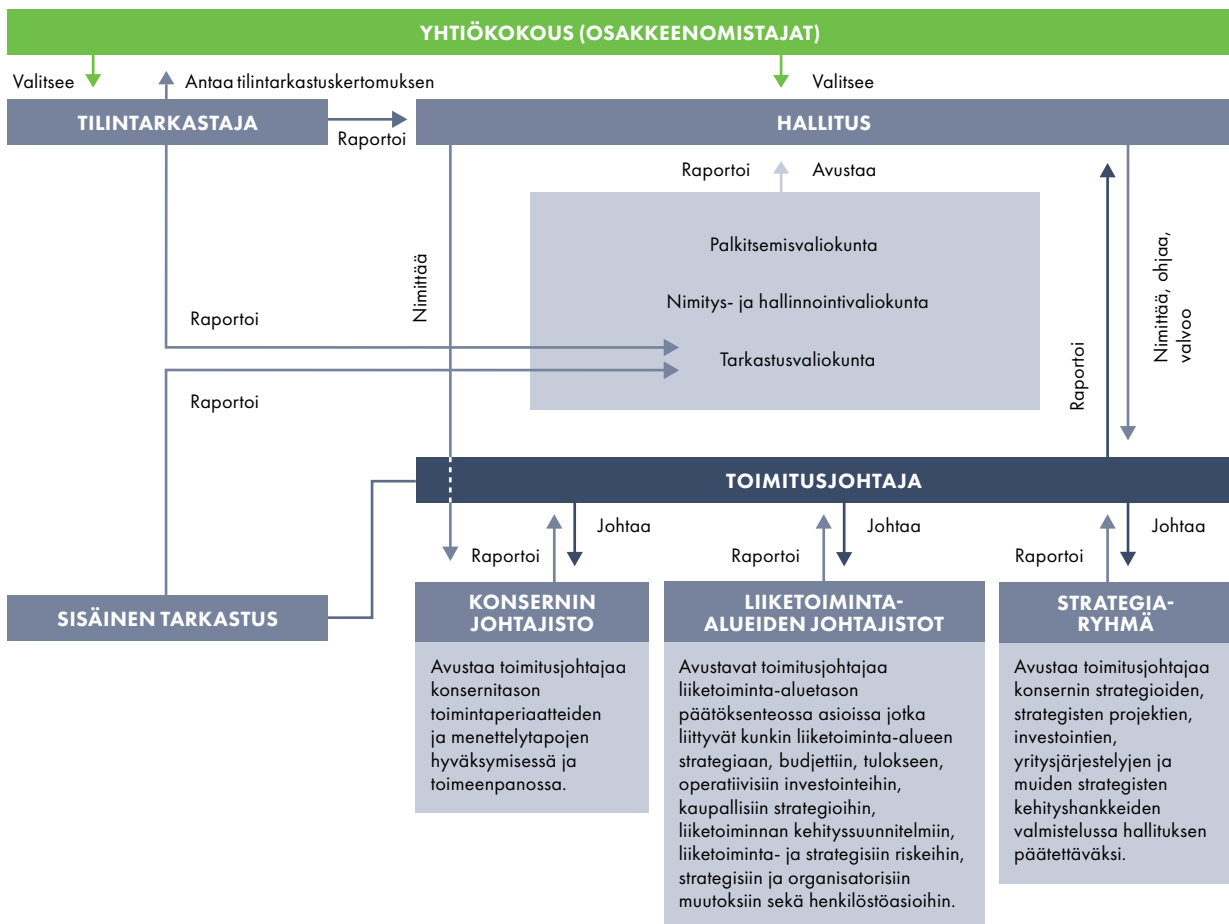 YHTIÖKOKOUS (OSAKKEENOMISTAJAT)
Valitsee
Antaa tilintarkastuskertomuksen
Valitsee
TILINTARKASTAJA
Raportoi
HALLITUS
Raportoi
Avustaa
Palkitsemisvaliokunta
Nimitys- ja hallinnointivaliokunta
Tarkastusvaliokunta
Raportoi
Raportoi
Nimittää
Raportoi
Nimittää, ohjaa,
valvoo
TOIMITUSJOHTAJA
Raportoi
Johtaa
Raportoi
Johtaa
Raportoi
Johtaa
SISÄINEN TARKASTUS
KONSERNIN
JOHTAJISTO
Avustaa toimitusjohtajaa
konsernitason
toimintaperiaatteiden
ja menettelytapojen
hyväksymisessä ja
toimeenpanossa.
LIIKETOIMINTA-
ALUEIDEN JOHTAJISTOT
Avustavat toimitusjohtajaa
liiketoiminta-aluetason
päätöksenteossa asioissa jotka
liittyvät kunkin liiketoiminta-alueen
strategiaan, budjettiin, tulokseen,
operatiivisiin investointeihin,
kaupallisiin strategioihin,
liiketoiminnan kehityssuunnitelmiin,
liiketoiminta- ja strategisiin riskeihin,
strategisiin ja organisatorisiin
muutoksiin sekä henkilöstöasioihin.
STRATEGIA-
RYHMÄ
Avustaa toimitusjohtajaa
konsernin strategioiden,
strategisten projektien,
investointien,
yritysjärjestelyjen ja
muiden strategisten
kehityshankkeiden
valmistelussa hallituksen
päätettäväksi.